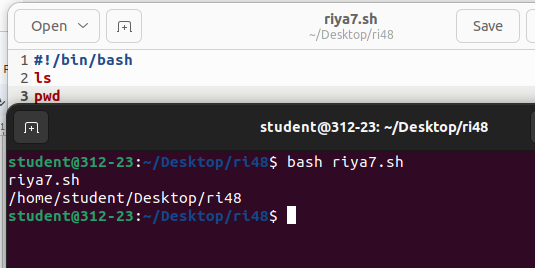 Open
riya7.sh
~/Desktop/ri48
Save
1 #!/bin/bash
2 ls
3 pwd
student@312-23: ~/Desktop/ri48
student@312-23:~/Desktop/ri48$ bash riya7.sh
riya7.sh
/home/student/Desktop/ri48
student@312-23:~/Desktop/ri48$